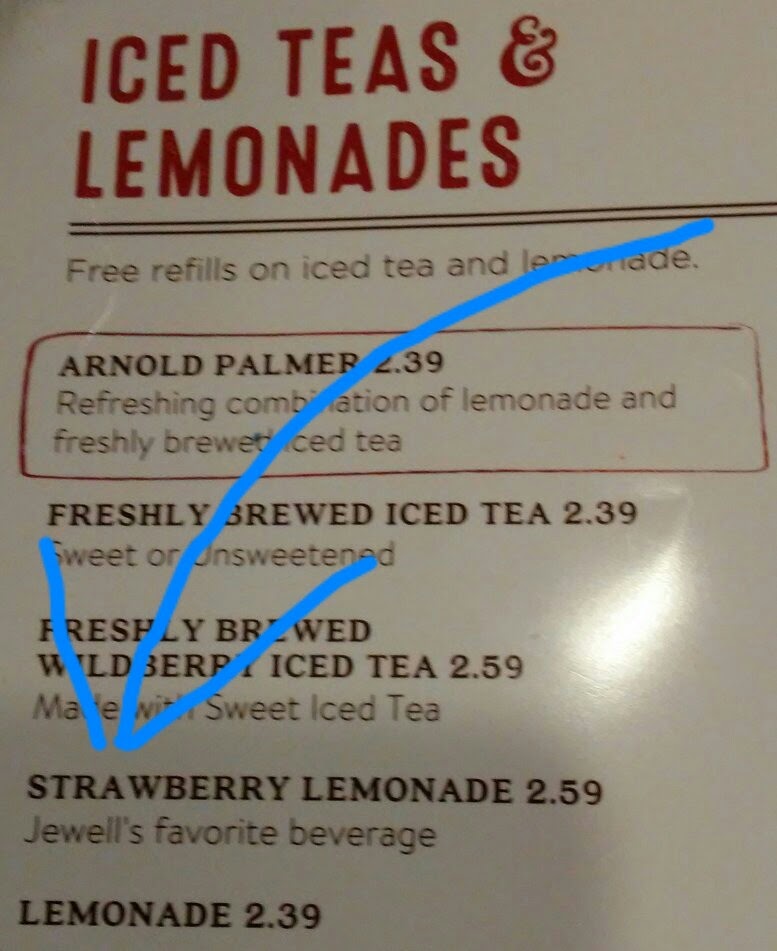 ICED TEAS &
LEMONADES
Free refills on iced tea and lemonade.
ARNOLD PALMER 2.39
Refreshing combination of lemonade and
freshly brewed iced tea
FRESHLY BREWED ICED TEA 2.39
Sweet or Unsweetened
FRESHLY BREWED
WILDBERRY ICED TEA 2.59
Made with Sweet Iced Tea
STRAWBERRY LEMONADE 2.59
Jewell's favorite beverage
LEMONADE 2.39